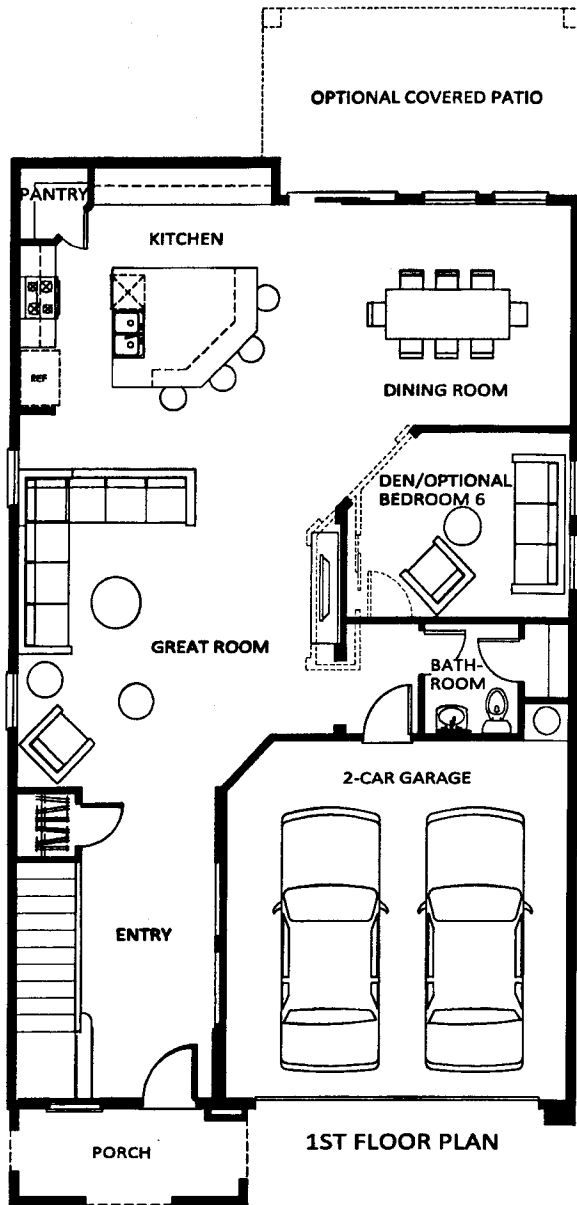 OPTIONAL COVERED PATIO
PANTRY
KITCHEN
REF
DINING ROOM
DEN/OPTIONAL
BEDROOM 6
GREAT ROOM
BATH-
ROOM
2-CAR GARAGE
ENTRY
PORCH
1ST FLOOR PLAN